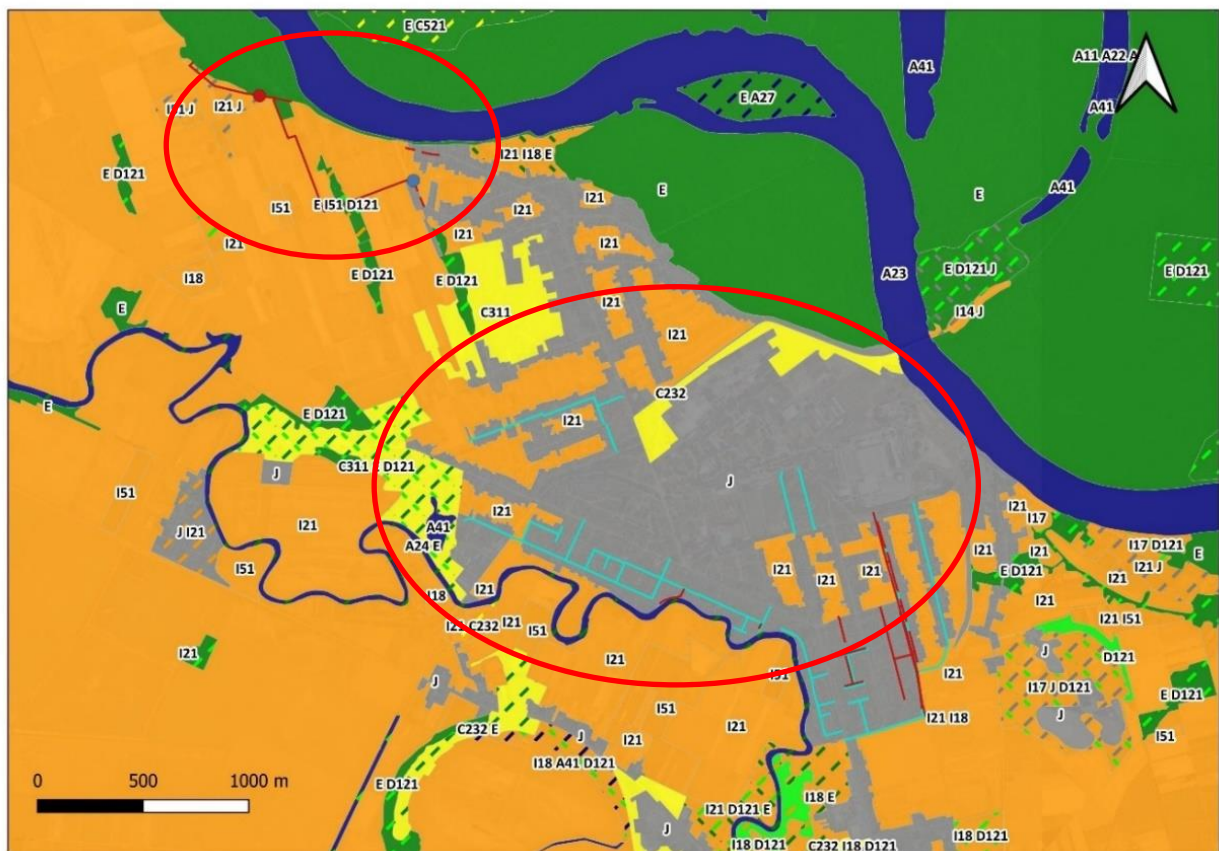 E C521
A11 A22 A
A41
E A27
A41
I51 J
I21 J
I21 I18 E
E D121
E
E
A41
I21
I51
E I51 D121
I21
I21
I21
I21
E D121
E D121
I18
A23
E D121 J
E D121
E
C311
I21
I21
I14 J
C232
E
E D121
I21
C311 E D121
J
J
I51
I21
I21
A41
J I21
A24 E
I21
I17
I17 D121
E
I21
I21
I21
I21
I21
I21 J
I51
E D121
I21
I18
I21
I21
I21 C232
I21
I51
I21 I51
I21
I21
J
D121
I51
I21
J
I17 J D121
E D121
I51
I21
I21 I18
J
C232 E
J
I21
I51
I18 A41 D121
0 500 1000 m
E D121
I18 E
I21 D121 E
J
I18 D121
I18 D121
C232 I18 D121